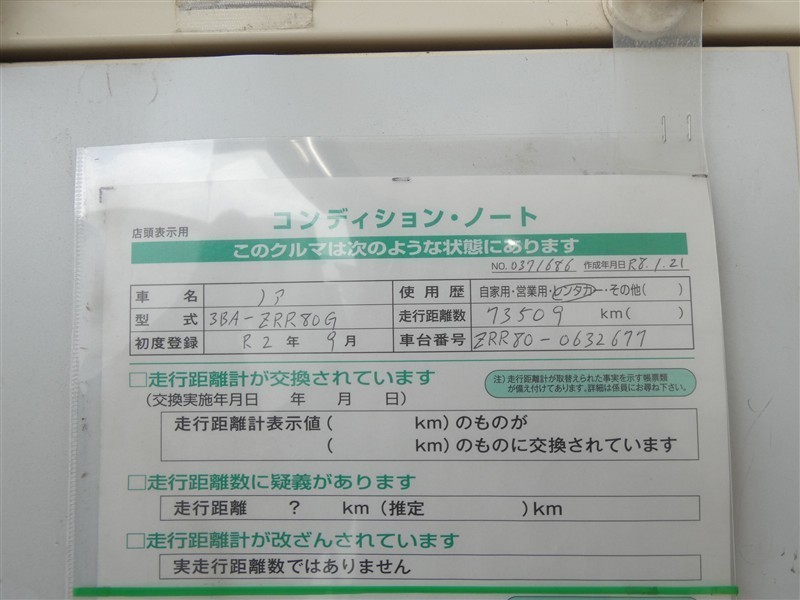 コンディション・ノート
店頭表示用
このクルマは次のような状態にあります
NO. 0371686 作成年月日 R8.1.21
車名 ノア 使用歴 自家用・営業用・レンタカー・その他( )
型式 3BA-ZRR80G 走行距離数 73509 km( )
初度登録 R2年 9月 車台番号 ZRR80-0632677
□走行距離計が交換されています
(交換実施年月日 年 月 日)
注)走行距離計が取替えられた事実を示す帳票類
が備え付けてあります。詳細は係員にお尋ね下さい。
走行距離計表示値( km)のものが
( km)のものに交換されています
□走行距離数に疑義があります
走行距離 ? km(推定 )km
□走行距離計が改ざんされています
実走行距離数ではありません